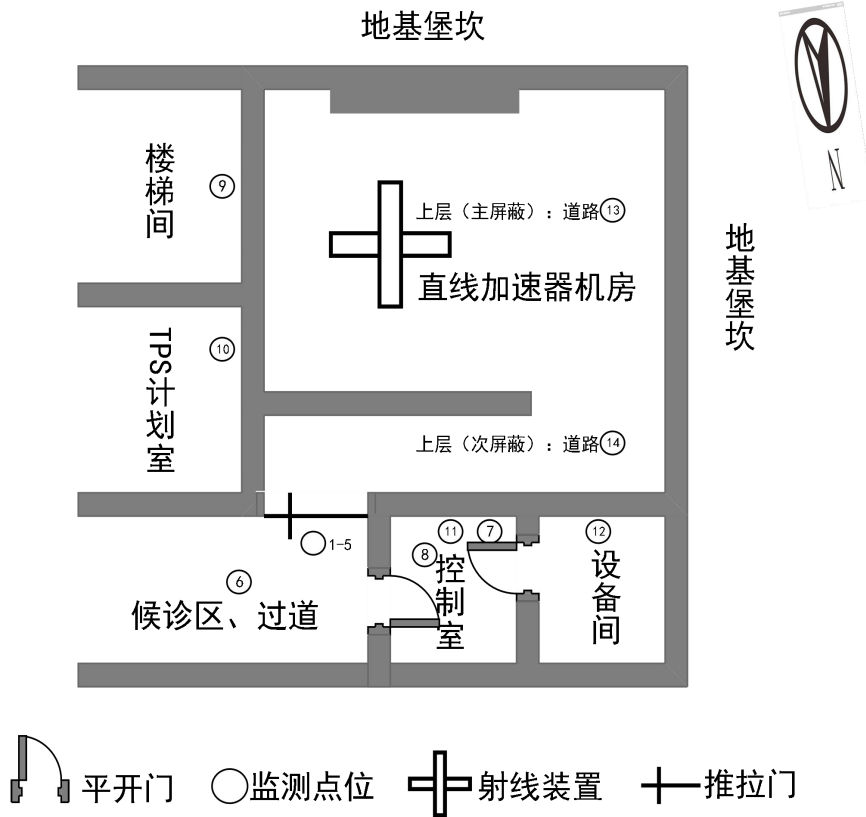 地基堡坎
N
楼梯间
9
上层（主屏蔽）：道路13
直线加速器机房
地基堡坎
TPS计划室
10
上层（次屏蔽）：道路14
1-5
11
7
12
8
控制室
设备间
6
候诊区、过道
平开门
监测点位
射线装置
推拉门